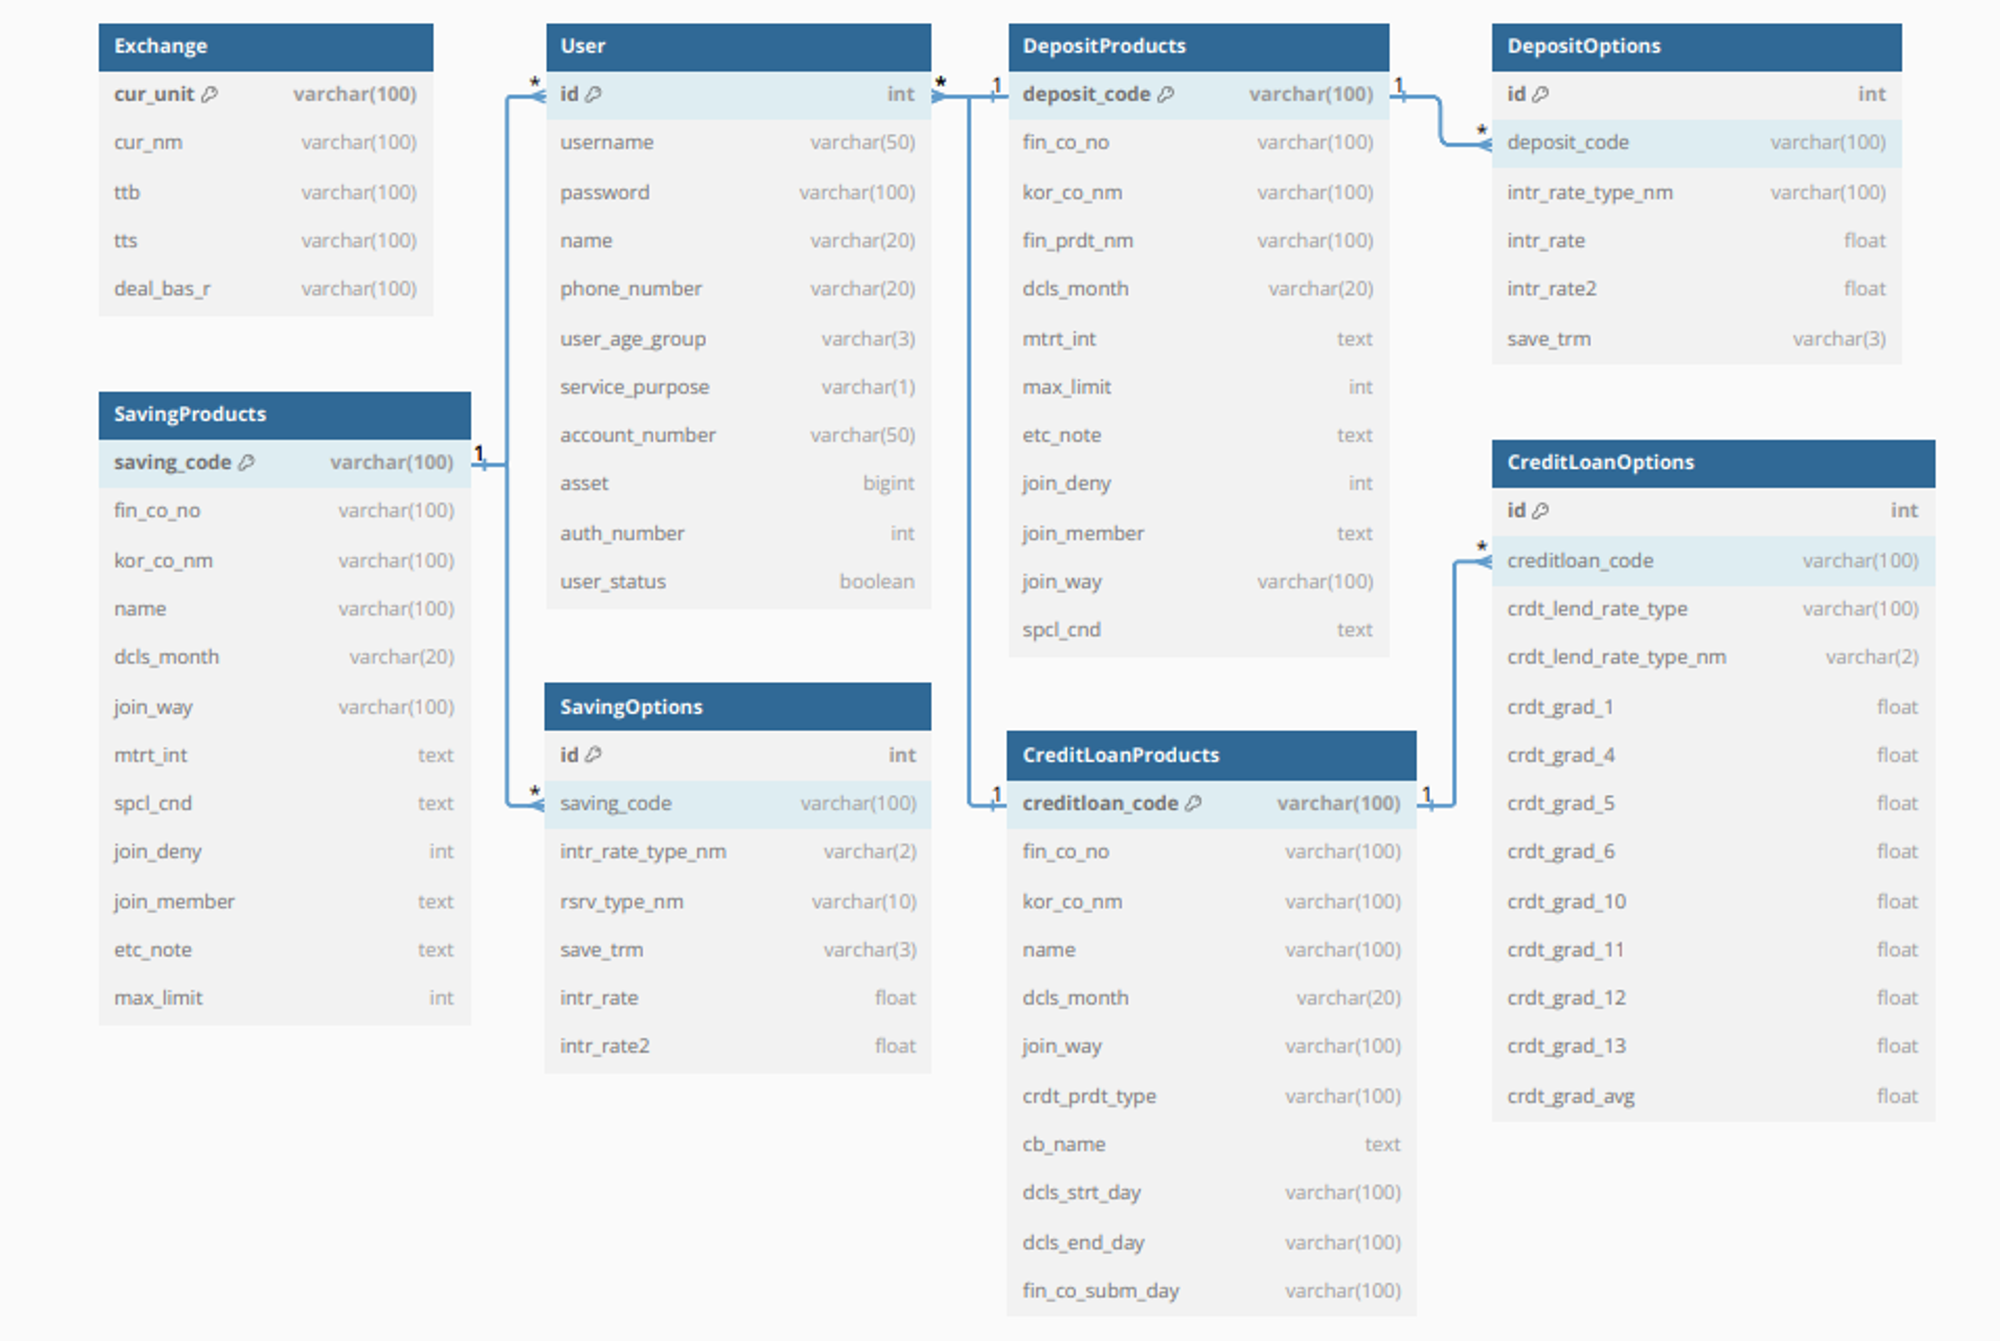 Exchange
cur_unit varchar(100)
cur_nm varchar(100)
ttb varchar(100)
tts varchar(100)
deal_bas_r varchar(100)
SavingProducts
saving_code varchar(100)
fin_co_no varchar(100)
kor_co_nm varchar(100)
name varchar(100)
dcls_month varchar(20)
join_way varchar(100)
mtrt_int text
spcl_cnd text
join_deny int
join_member text
etc_note text
max_limit int
1
*
User
id int
username varchar(50)
password varchar(100)
name varchar(20)
phone_number varchar(20)
user_age_group varchar(3)
service_purpose varchar(1)
account_number varchar(50)
asset bigint
auth_number int
user_status boolean
*
SavingOptions
id int
saving_code varchar(100)
intr_rate_type_nm varchar(2)
rsrv_type_nm varchar(10)
save_trm varchar(3)
intr_rate float
intr_rate2 float
* 1
DepositProducts
deposit_code varchar(100)
fin_co_no varchar(100)
kor_co_nm varchar(100)
fin_prdt_nm varchar(100)
dcls_month varchar(20)
mtrt_int text
max_limit int
etc_note text
join_deny int
join_member text
join_way varchar(100)
spcl_cnd text
1
CreditLoanProducts
creditloan_code varchar(100)
fin_co_no varchar(100)
kor_co_nm varchar(100)
name varchar(100)
dcls_month varchar(20)
join_way varchar(100)
crdt_prdt_type varchar(100)
cb_name text
dcls_strt_day varchar(100)
dcls_end_day varchar(100)
fin_co_subm_day varchar(100)
1
*
DepositOptions
id int
deposit_code varchar(100)
intr_rate_type_nm varchar(100)
intr_rate float
intr_rate2 float
save_trm varchar(3)
1
*
CreditLoanOptions
id int
creditloan_code varchar(100)
crdt_lend_rate_type varchar(100)
crdt_lend_rate_type_nm varchar(2)
crdt_grad_1 float
crdt_grad_4 float
crdt_grad_5 float
crdt_grad_6 float
crdt_grad_10 float
crdt_grad_11 float
crdt_grad_12 float
crdt_grad_13 float
crdt_grad_avg float